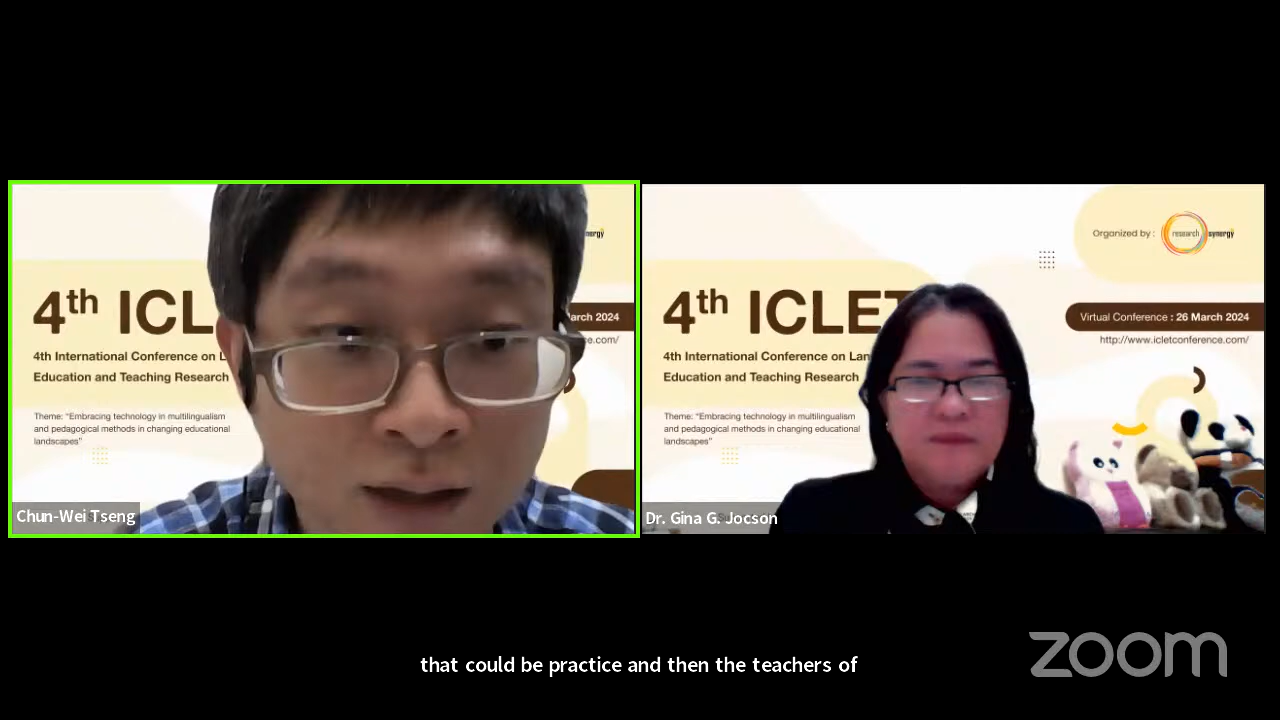 4th ICL
4th International Conference on L
Education and Teaching Research
Theme: "Embracing technology in multilingualism
and pedagogical methods in changing educational
landscapes"
nergy
arch 2024
ce.com/
Chun-Wei Tseng
Organized by :
research synergy
4th ICLET
Virtual Conference : 26 March 2024
http://www.icletconference.com/
4th International Conference on Lan
Education and Teaching Research
Theme: "Embracing technology in multilingualism
and pedagogical methods in changing educational
landscapes"
Dr. Gina G. Jocson
that could be practice and then the teachers of
zoom